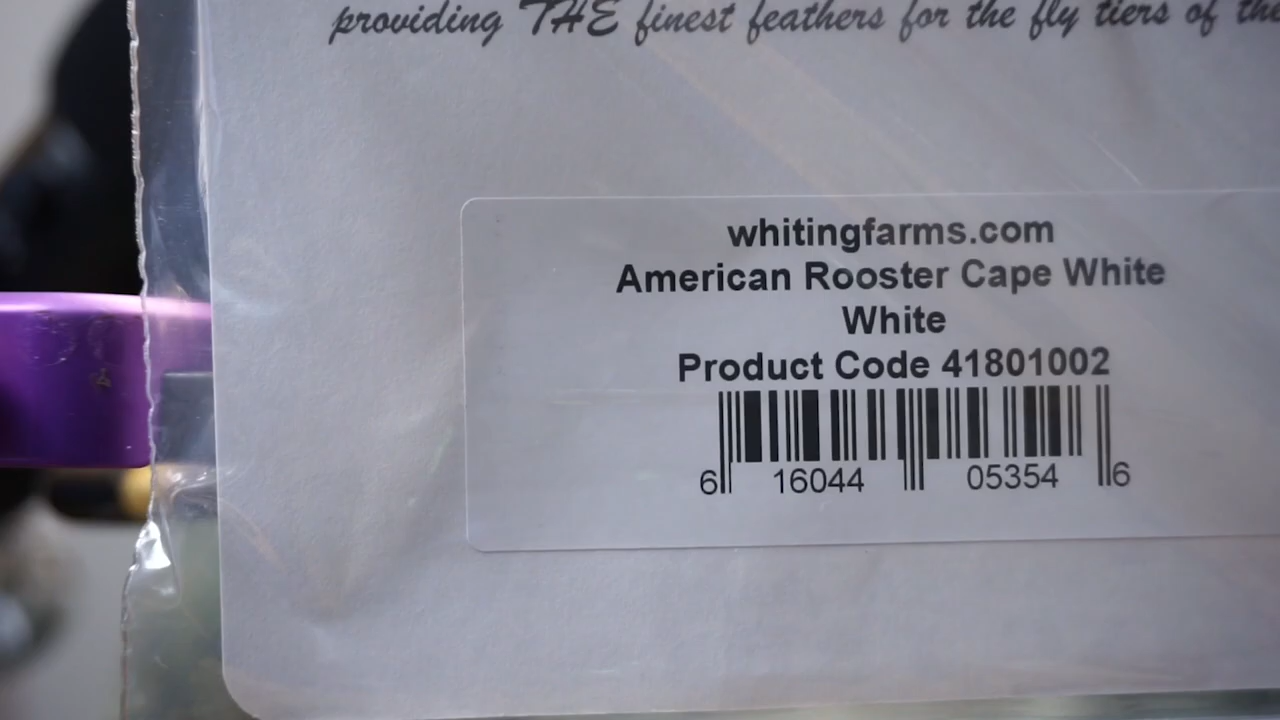 providing THE finest feathers for the fly tiers of
whitingfarms.com
American Rooster Cape White
White
Product Code 41801002
6 16044 05354 6